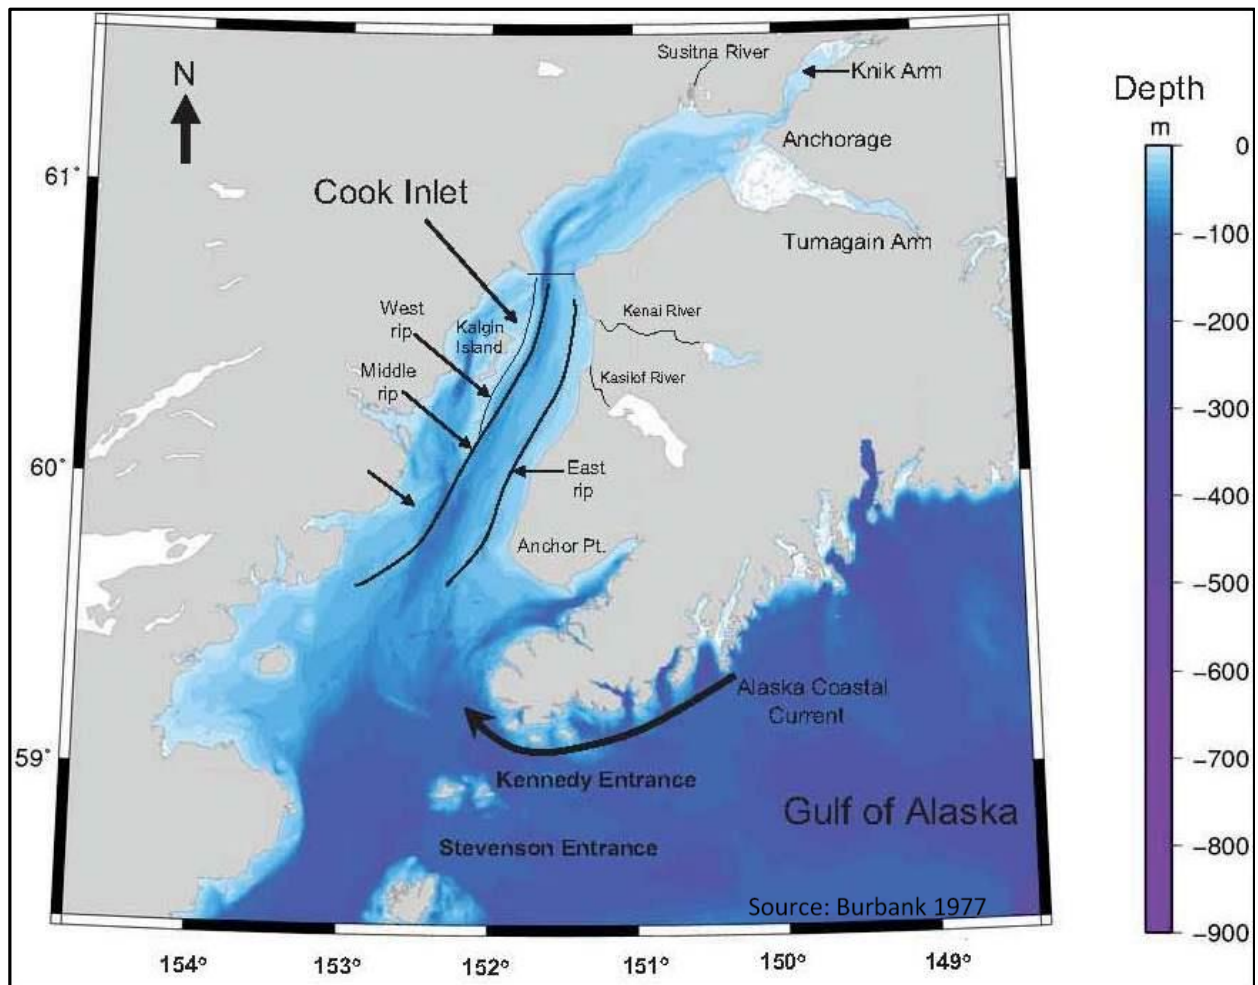 Susitna River
N
Knik Arm
Depth
m
Anchorage
0
61°
Cook Inlet
-100
Turnagain Arm
-200
West
rip
Kalgin
Island
Kenai River
-300
Middle
rip
Kasilof River
60°
East
rip
-400
Anchor Pt.
-500
-600
Alaska Coastal
Current
-700
59°
Kennedy Entrance
Gulf of Alaska
-800
Stevenson Entrance
Source: Burbank 1977
-900
154° 153° 152° 151° 150° 149°